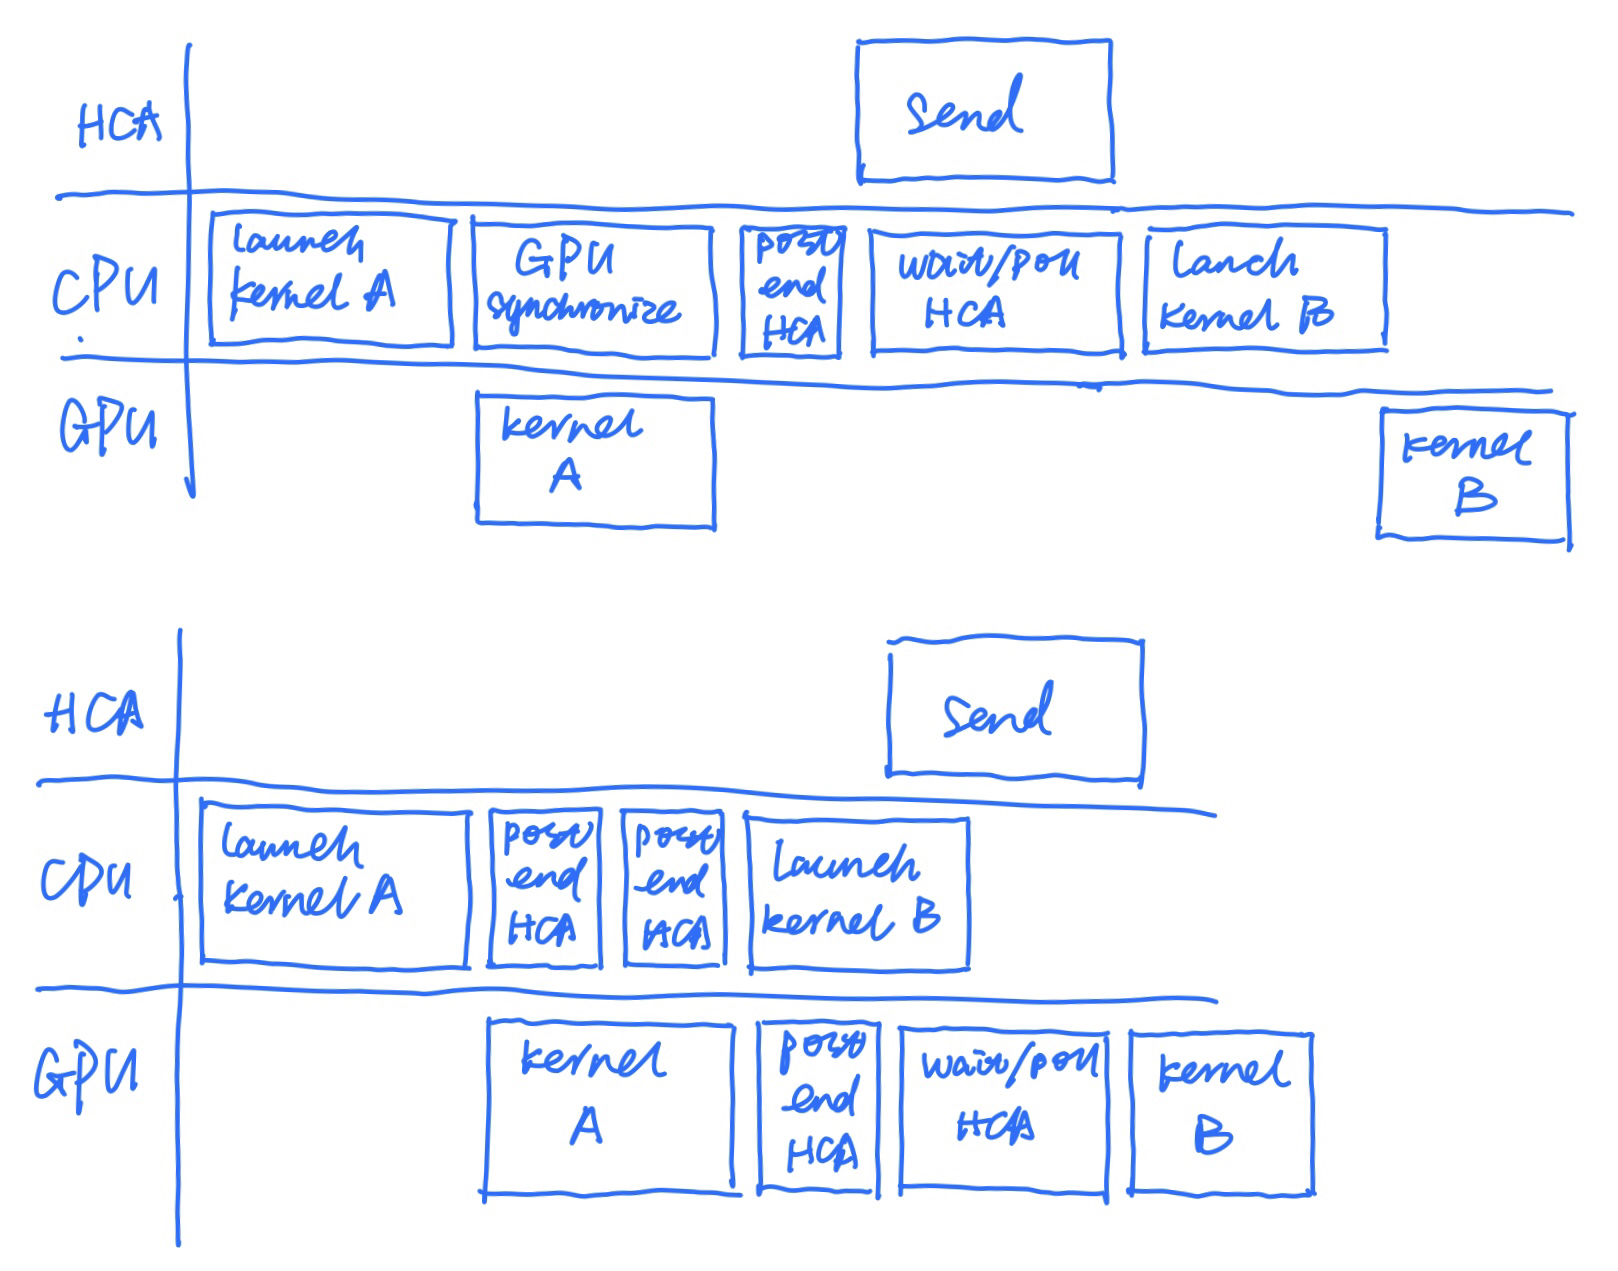 HCA
send
CPU
launch
kernel A
GPU
synchronize
post
end
HCA
wait/poll
HCA
Lanch
kernel B
GPU
kernel
A
kernel
B
HCA
send
CPU
Launch
kernel A
post
end
HCA
post
end
HCA
Launch
kernel B
GPU
kernel
A
post
end
HCA
wait/poll
HCA
kernel
B